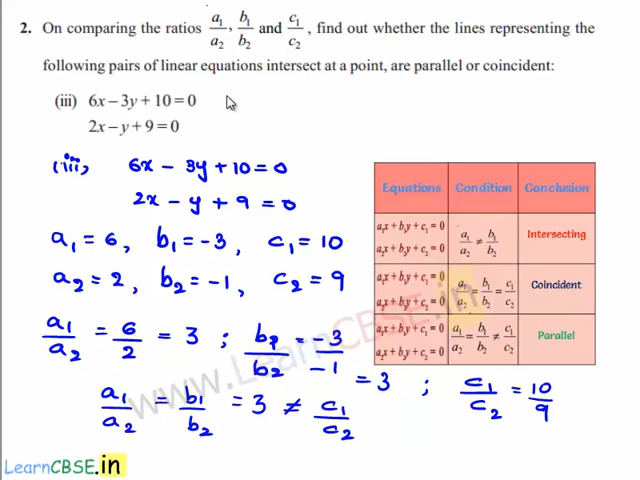 2. On comparing the ratios a₁/a₂, b₁/b₂ and c₁/c₂, find out whether the lines representing the
following pairs of linear equations intersect at a point, are parallel or coincident:
(iii) 6x – 3y + 10 = 0
2x – y + 9 = 0
(iii) 6x – 3y + 10 = 0
2x – y + 9 = 0
a₁ = 6, b₁ = –3, c₁ = 10
a₂ = 2, b₂ = –1, c₂ = 9
a₁/a₂ = 6/2 = 3 ; b₁/b₂ = –3/–1 = 3 ; c₁/c₂ = 10/9
a₁/a₂ = b₁/b₂ = 3 ≠ c₁/c₂
Equations Condition Conclusion
a₁x + b₁y + c₁ = 0
a₂x + b₂y + c₂ = 0
a₁/a₂ ≠ b₁/b₂ Intersecting
a₁x + b₁y + c₁ = 0
a₂x + b₂y + c₂ = 0
a₁/a₂ = b₁/b₂ = c₁/c₂ Coincident
a₁x + b₁y + c₁ = 0
a₂x + b₂y + c₂ = 0
a₁/a₂ = b₁/b₂ ≠ c₁/c₂ Parallel
www.LearnCBSE.in
LearnCBSE.in